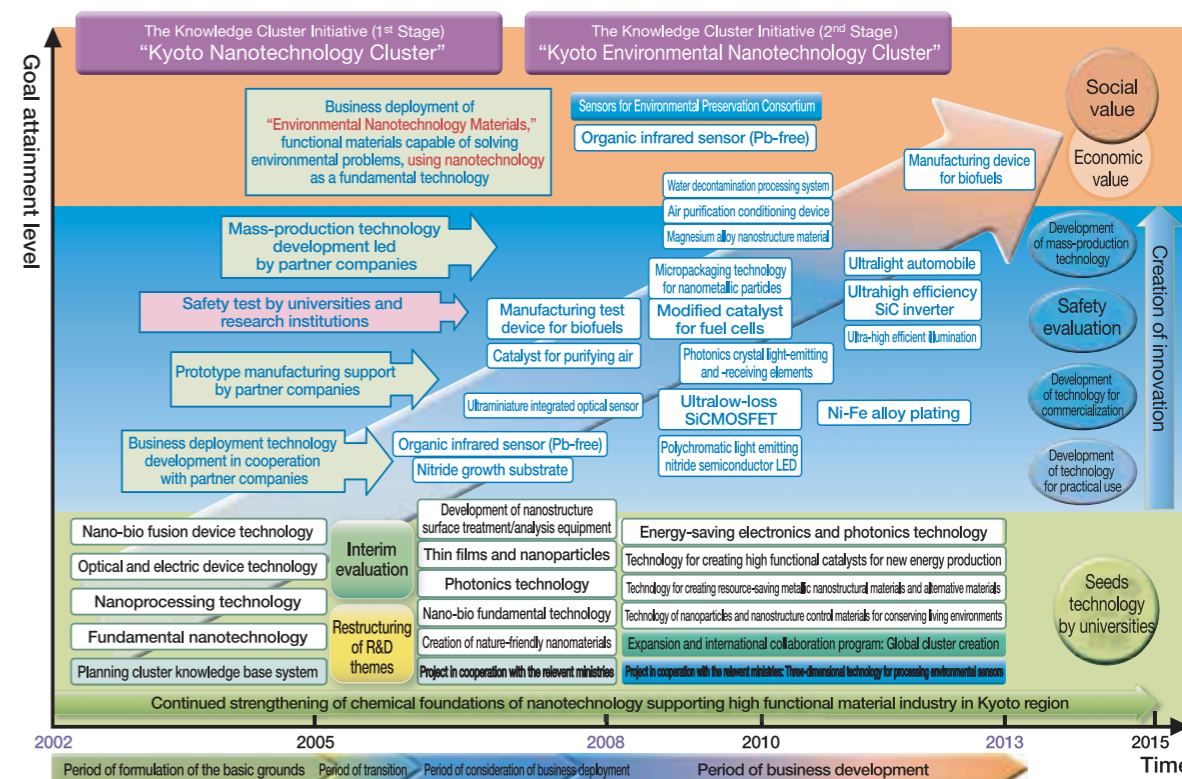 The Knowledge Cluster Initiative (1st Stage)
“Kyoto Nanotechnology Cluster”
The Knowledge Cluster Initiative (2nd Stage)
“Kyoto Environmental Nanotechnology Cluster”
Goal attainment level
Business deployment of
“Environmental Nanotechnology Materials,”
functional materials capable of solving
environmental problems, using nanotechnology
as a fundamental technology
Sensors for Environmental Preservation Consortium
Organic infrared sensor (Pb-free)
Manufacturing device
for biofuels
Social
value
Economic
value
Water decontamination processing system
Air purification conditioning device
Magnesium alloy nanostructure material
Mass-production technology
development led
by partner companies
Safety test by universities and
research institutions
Prototype manufacturing support
by partner companies
Business deployment technology
development in cooperation
with partner companies
Micropackaging technology
for nanometallic particles
Manufacturing test
device for biofuels
Modified catalyst
for fuel cells
Catalyst for purifying air
Photonics crystal light-emitting
and -receiving elements
Ultralight automobile
Ultrahigh efficiency
SiC inverter
Ultra-high efficient illumination
Ultraminiature integrated optical sensor
Ultralow-loss
SiCMOSFET
Ni-Fe alloy plating
Organic infrared sensor (Pb-free)
Nitride growth substrate
Polychromatic light emitting
nitride semiconductor LED
Development
of mass-production
technology
Safety
evaluation
Development
of technology for
commercialization
Development
of technology
for practical use
Creation of innovation
Nano-bio fusion device technology
Optical and electric device technology
Nanoprocessing technology
Fundamental nanotechnology
Planning cluster knowledge base system
Interim
evaluation
Restructuring
of R&D
themes
Development of nanostructure
surface treatment/analysis equipment
Thin films and nanoparticles
Photonics technology
Nano-bio fundamental technology
Creation of nature-friendly nanomaterials
Project in cooperation with the relevent ministries
Energy-saving electronics and photonics technology
Technology for creating high functional catalysts for new energy production
Technology for creating resource-saving metallic nanostructural materials and alternative materials
Technology of nanoparticles and nanostructure control materials for conserving living environments
Expansion and international collaboration program: Global cluster creation
Project in cooperation with the relevent ministries: Three-dimensional technology for processing environmental sensors
Seeds
technology
by universities
Continued strengthening of chemical foundations of nanotechnology supporting high functional material industry in Kyoto region
2002
2005
2008
2010
2013
2015
Time
Period of formulation of the basic grounds
Period of transition
Period of consideration of business deployment
Period of business development